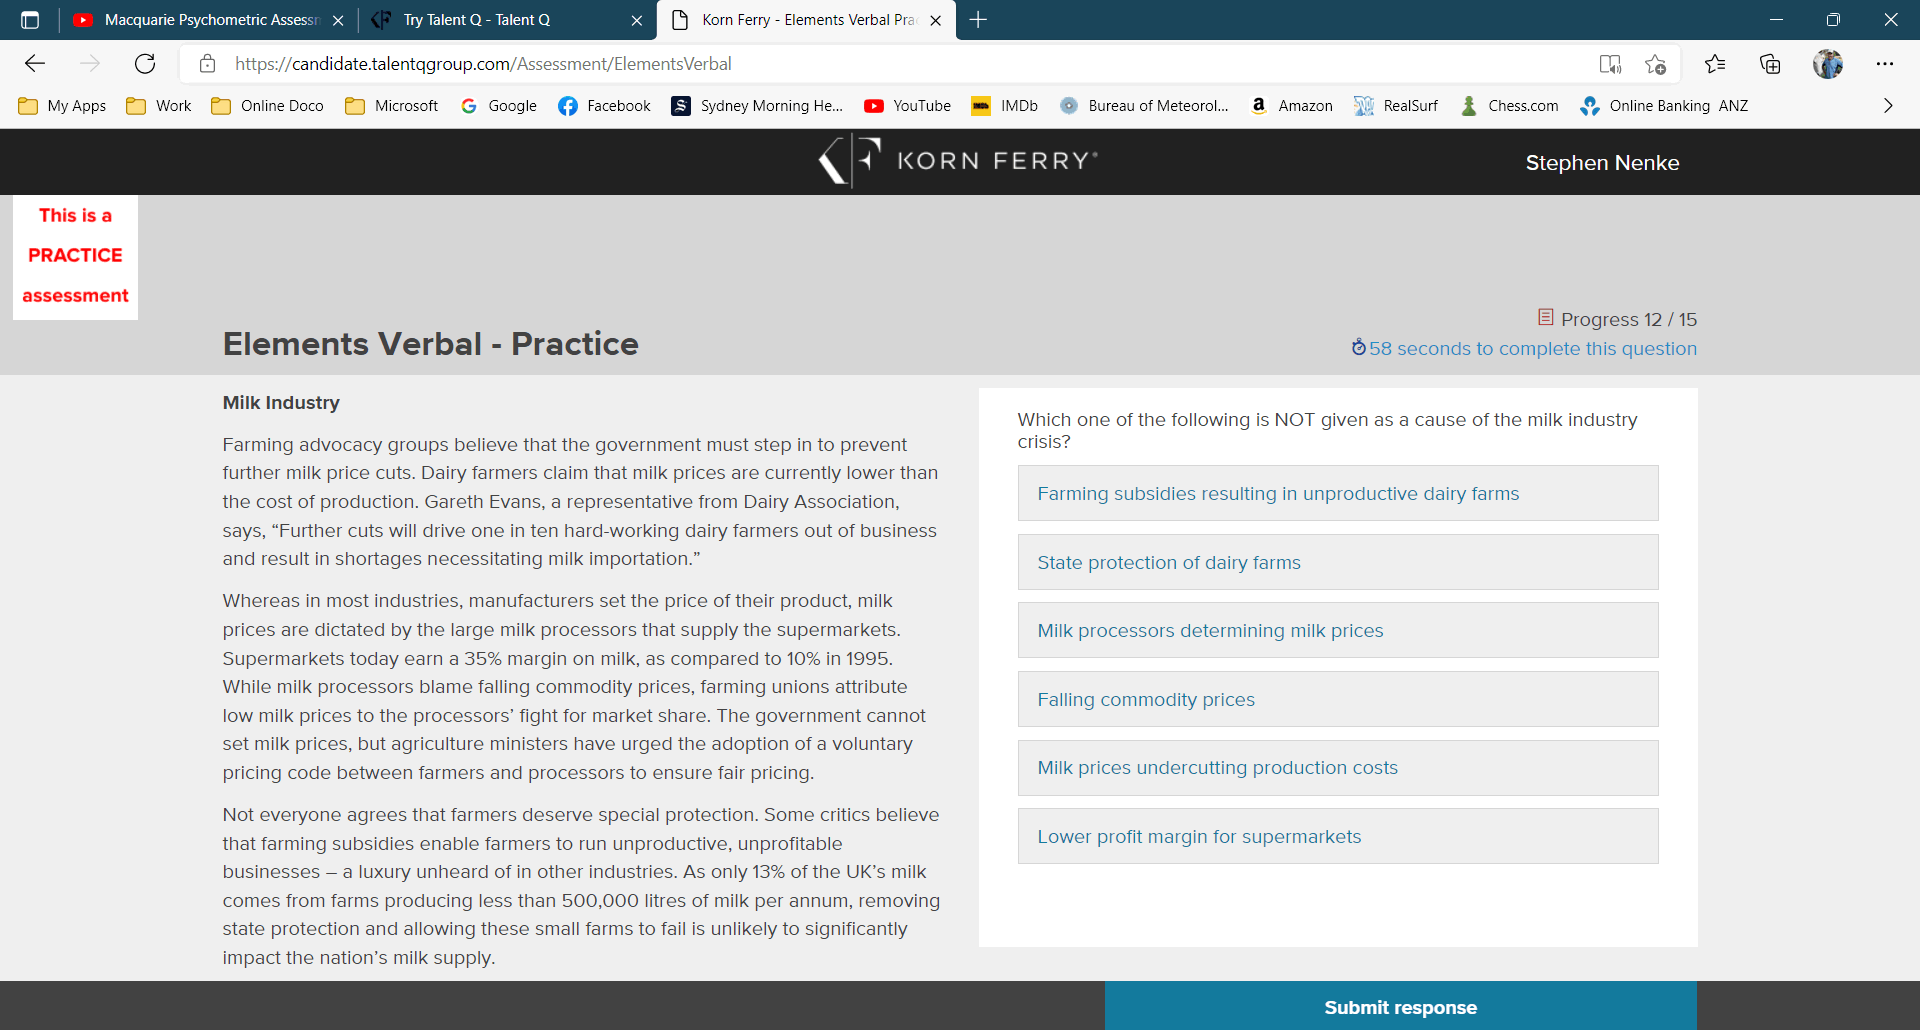 Macquarie Psychometric Assessm
Try Talent Q - Talent Q
Korn Ferry - Elements Verbal Prac
https://candidate.talentqgroup.com/Assessment/ElementsVerbal
My Apps
Work
Online Doco
Microsoft
Google
Facebook
Sydney Morning He...
YouTube
IMDb
Bureau of Meteorol...
Amazon
RealSurf
Chess.com
Online Banking ANZ
KORN FERRY
Stephen Nenke
This is a
PRACTICE
assessment
Progress 12 / 15
Elements Verbal - Practice
58 seconds to complete this question
Milk Industry
Farming advocacy groups believe that the government must step in to prevent
further milk price cuts. Dairy farmers claim that milk prices are currently lower than
the cost of production. Gareth Evans, a representative from Dairy Association,
says, “Further cuts will drive one in ten hard-working dairy farmers out of business
and result in shortages necessitating milk importation.”
Whereas in most industries, manufacturers set the price of their product, milk
prices are dictated by the large milk processors that supply the supermarkets.
Supermarkets today earn a 35% margin on milk, as compared to 10% in 1995.
While milk processors blame falling commodity prices, farming unions attribute
low milk prices to the processors’ fight for market share. The government cannot
set milk prices, but agriculture ministers have urged the adoption of a voluntary
pricing code between farmers and processors to ensure fair pricing.
Not everyone agrees that farmers deserve special protection. Some critics believe
that farming subsidies enable farmers to run unproductive, unprofitable
businesses – a luxury unheard of in other industries. As only 13% of the UK’s milk
comes from farms producing less than 500,000 litres of milk per annum, removing
state protection and allowing these small farms to fail is unlikely to significantly
impact the nation’s milk supply.
Which one of the following is NOT given as a cause of the milk industry
crisis?
Farming subsidies resulting in unproductive dairy farms
State protection of dairy farms
Milk processors determining milk prices
Falling commodity prices
Milk prices undercutting production costs
Lower profit margin for supermarkets
Submit response